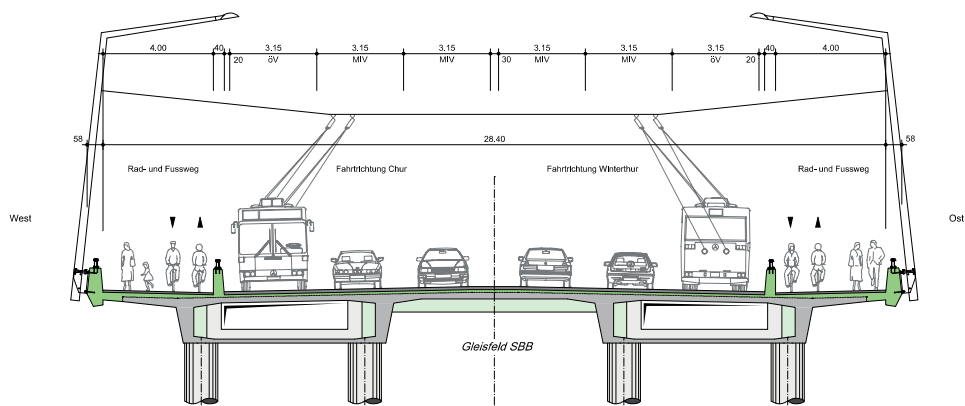 4.00 40 3.15 3.15 3.15 3.15 3.15 3.15 40 4.00
20 öV MIV MIV 30 MIV MIV öV 20
58 28.40 58
Rad- und Fussweg Fahrtrichtung Chur Fahrtrichtung Winterthur Rad- und Fussweg
West Ost
Gleisfeld SBB